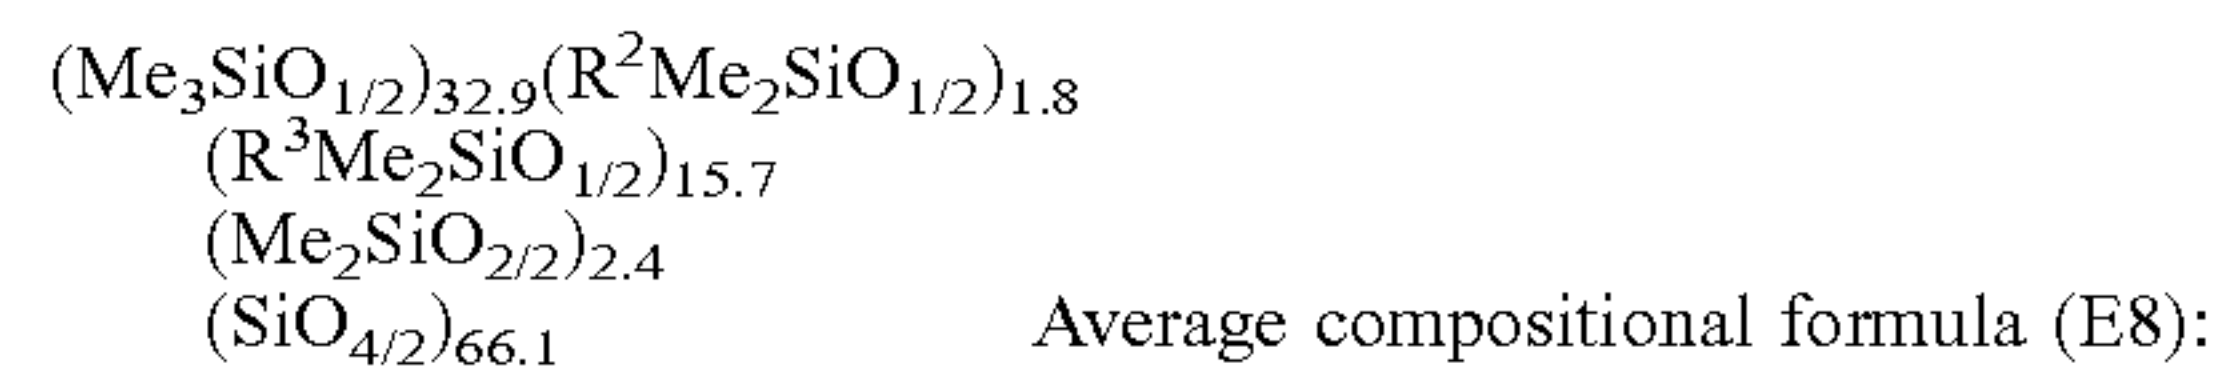 (Me₃SiO₁/₂)₃₂.₉(R²Me₂SiO₁/₂)₁.₈
(R³Me₂SiO₁/₂)₁₅.₇
(Me₂SiO₂/₂)₂.₄
(SiO₄/₂)₆₆.₁ Average compositional formula (E8):